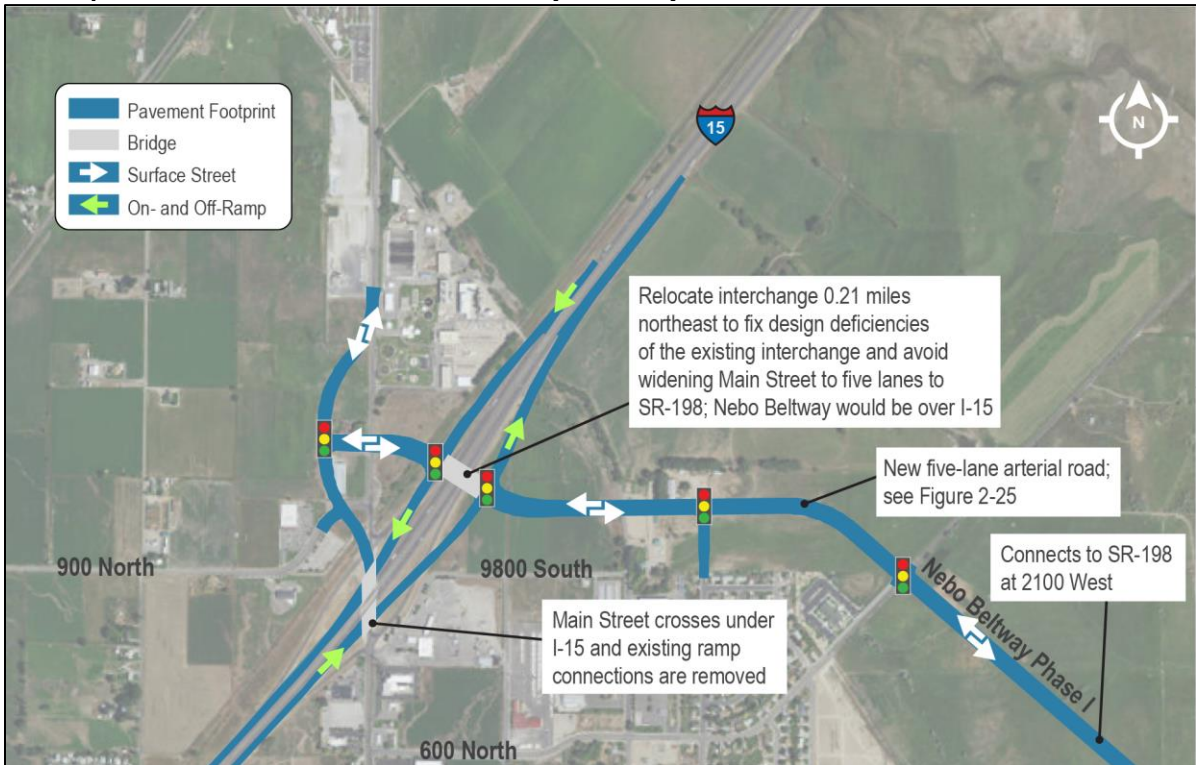 Pavement Footprint
Bridge
Surface Street
On- and Off-Ramp
15
N
Relocate interchange 0.21 miles
northeast to fix design deficiencies
of the existing interchange and avoid
widening Main Street to five lanes to
SR-198; Nebo Beltway would be over I-15
New five-lane arterial road;
see Figure 2-25
Connects to SR-198
at 2100 West
900 North
9800 South
Nebo Beltway Phase I
Main Street crosses under
I-15 and existing ramp
connections are removed
600 North